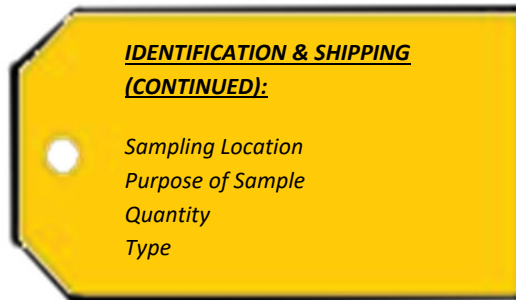 IDENTIFICATION & SHIPPING
(CONTINUED):
Sampling Location
Purpose of Sample
Quantity
Type